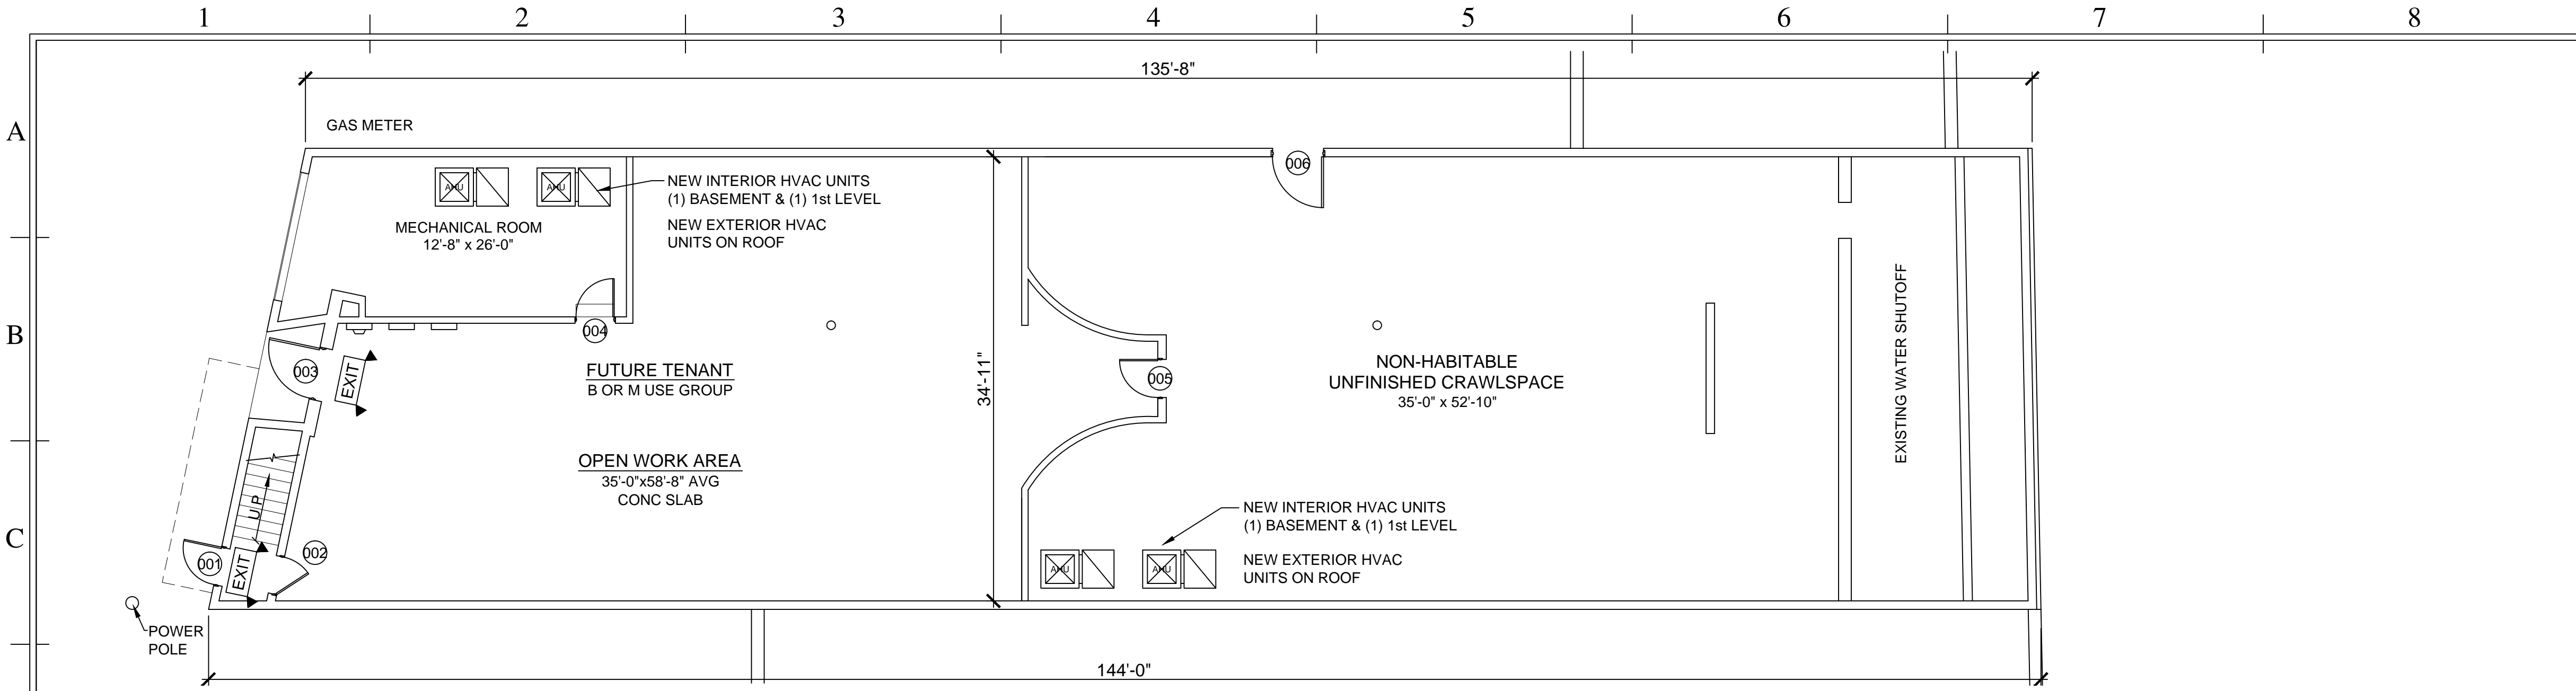 1 2 3 4 5 6 7 8
135'-8"
A
GAS METER
006
AHU AHU
NEW INTERIOR HVAC UNITS
(1) BASEMENT & (1) 1st LEVEL
NEW EXTERIOR HVAC
UNITS ON ROOF
MECHANICAL ROOM
12'-8" x 26'-0"
B
004
003
EXIT
FUTURE TENANT
B OR M USE GROUP
34'-11"
005
NON-HABITABLE
UNFINISHED CRAWLSPACE
35'-0" x 52'-10"
EXISTING WATER SHUTOFF
OPEN WORK AREA
35'-0"x58'-8" AVG
CONC SLAB
UP
C
NEW INTERIOR HVAC UNITS
(1) BASEMENT & (1) 1st LEVEL
NEW EXTERIOR HVAC
UNITS ON ROOF
AHU AHU
001
EXIT
002
POWER
POLE
144'-0"